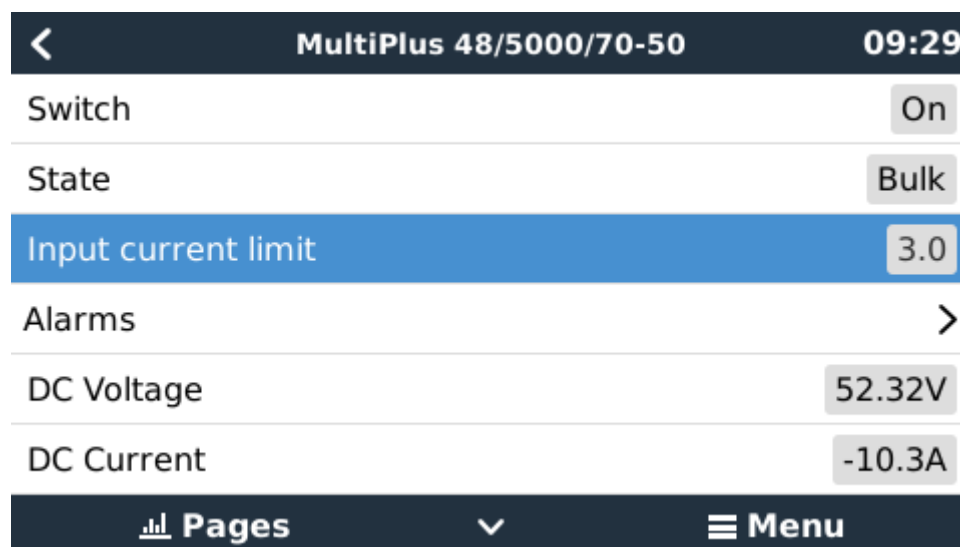 MultiPlus 48/5000/70-50 09:29
Switch On
State Bulk
Input current limit 3.0
Alarms
DC Voltage 52.32V
DC Current -10.3A
Pages Menu